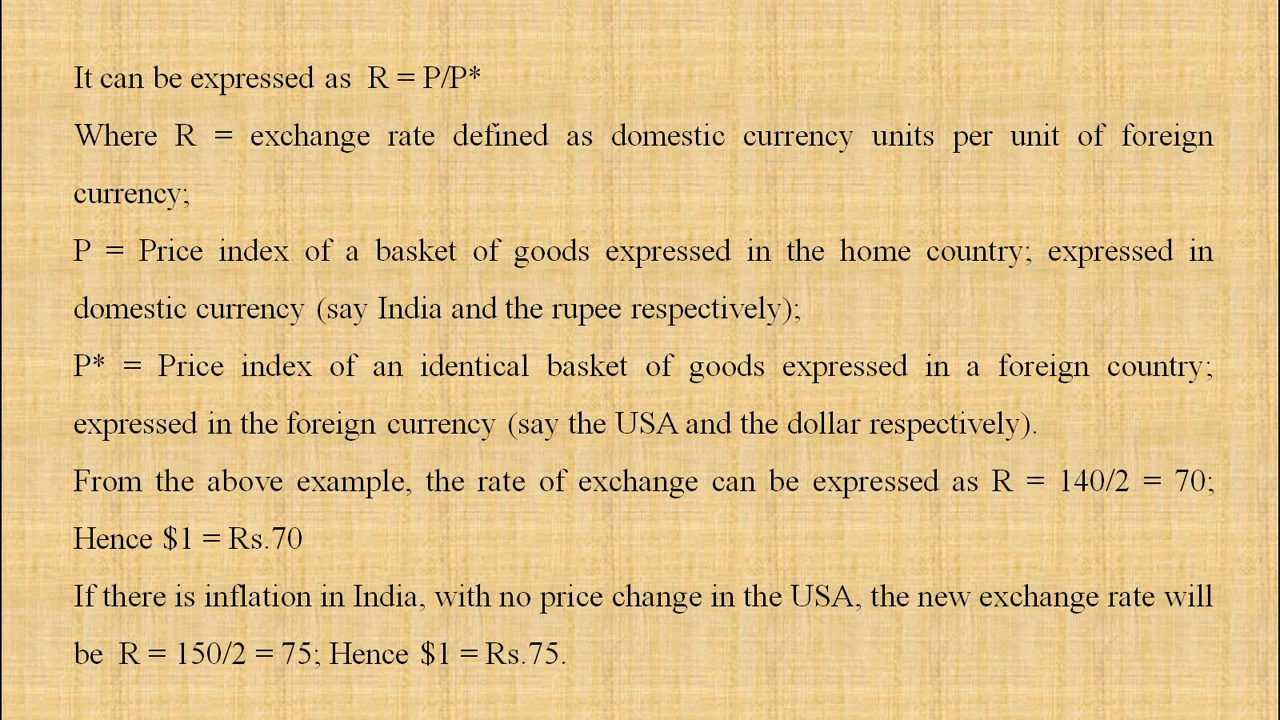 It can be expressed as R = P/P*
Where R = exchange rate defined as domestic currency units per unit of foreign
currency;
P = Price index of a basket of goods expressed in the home country; expressed in
domestic currency (say India and the rupee respectively);
P* = Price index of an identical basket of goods expressed in a foreign country;
expressed in the foreign currency (say the USA and the dollar respectively).
From the above example, the rate of exchange can be expressed as R = 140/2 = 70;
Hence $1 = Rs.70
If there is inflation in India, with no price change in the USA, the new exchange rate will
be R = 150/2 = 75; Hence $1 = Rs.75.